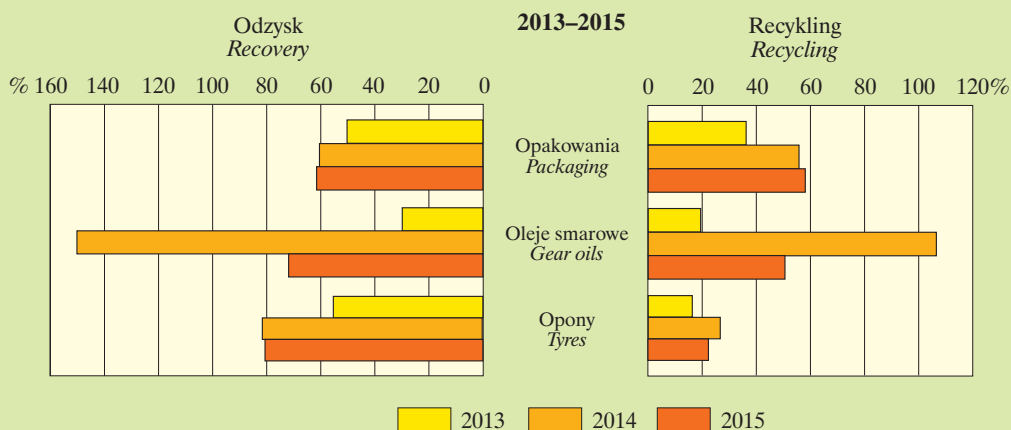 2013–2015
Odzysk
Recovery
Recykling
Recycling
% 160 140 120 100 80 60 40 20 0
0 20 40 60 80 100 120%
Opakowania
Packaging
Oleje smarowe
Gear oils
Opony
Tyres
2013 2014 2015